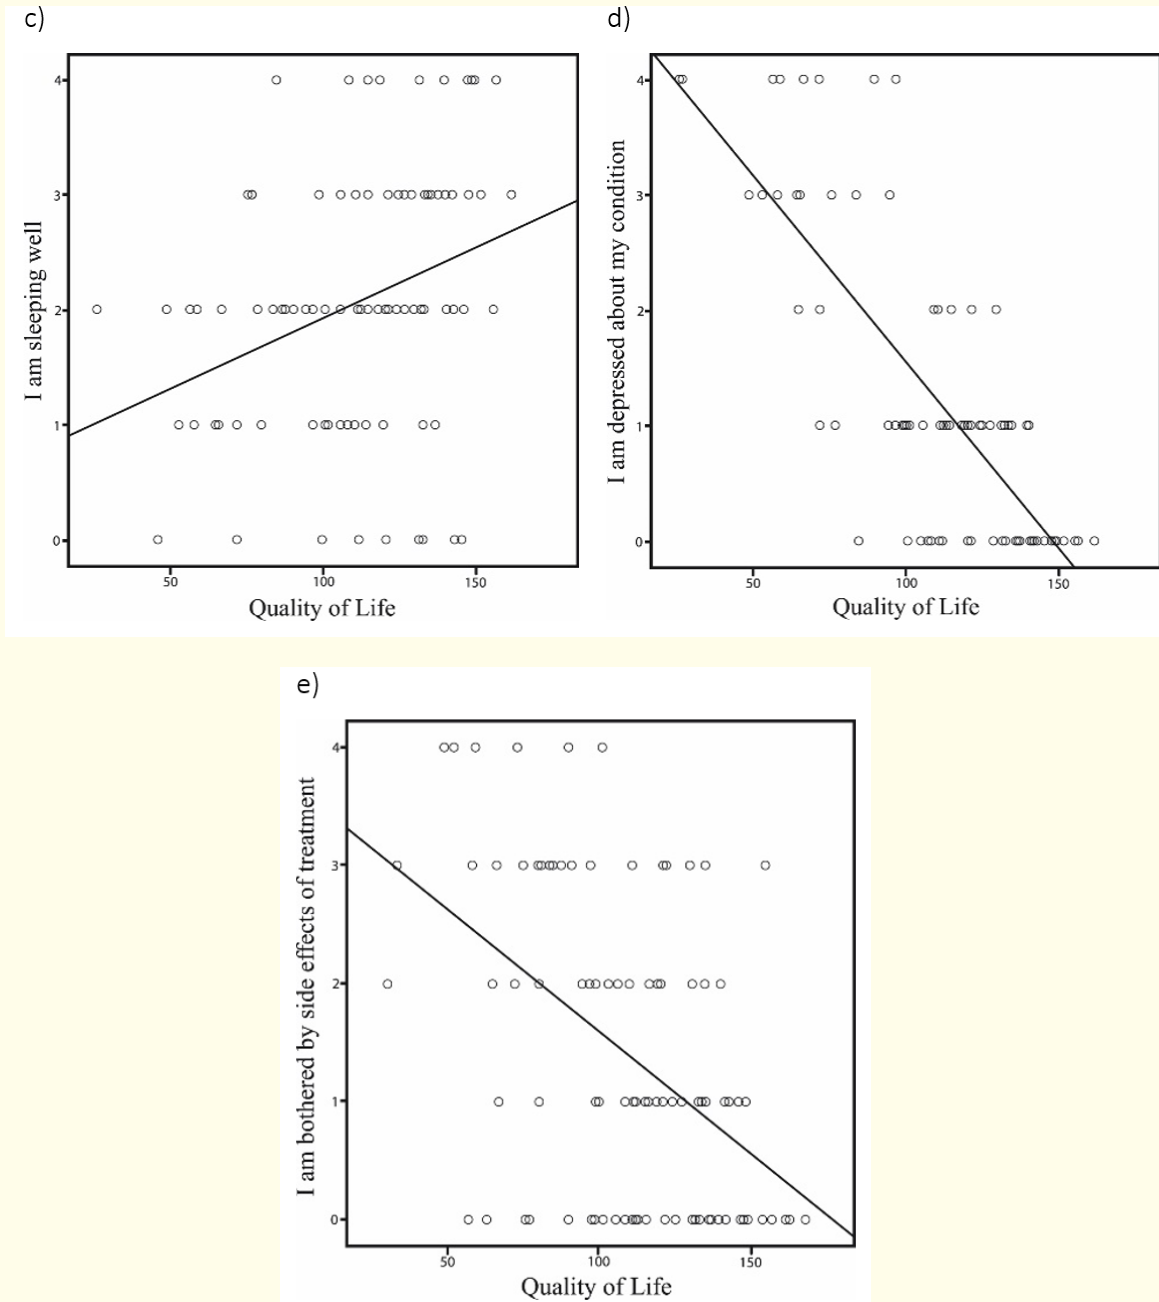 c)
4
3
2
1
0
I am sleeping well
50 100 150
Quality of Life
d)
4
3
2
1
0
I am depressed about my condition
50 100 150
Quality of Life
e)
4
3
2
1
0
I am bothered by side effects of treatment
50 100 150
Quality of Life